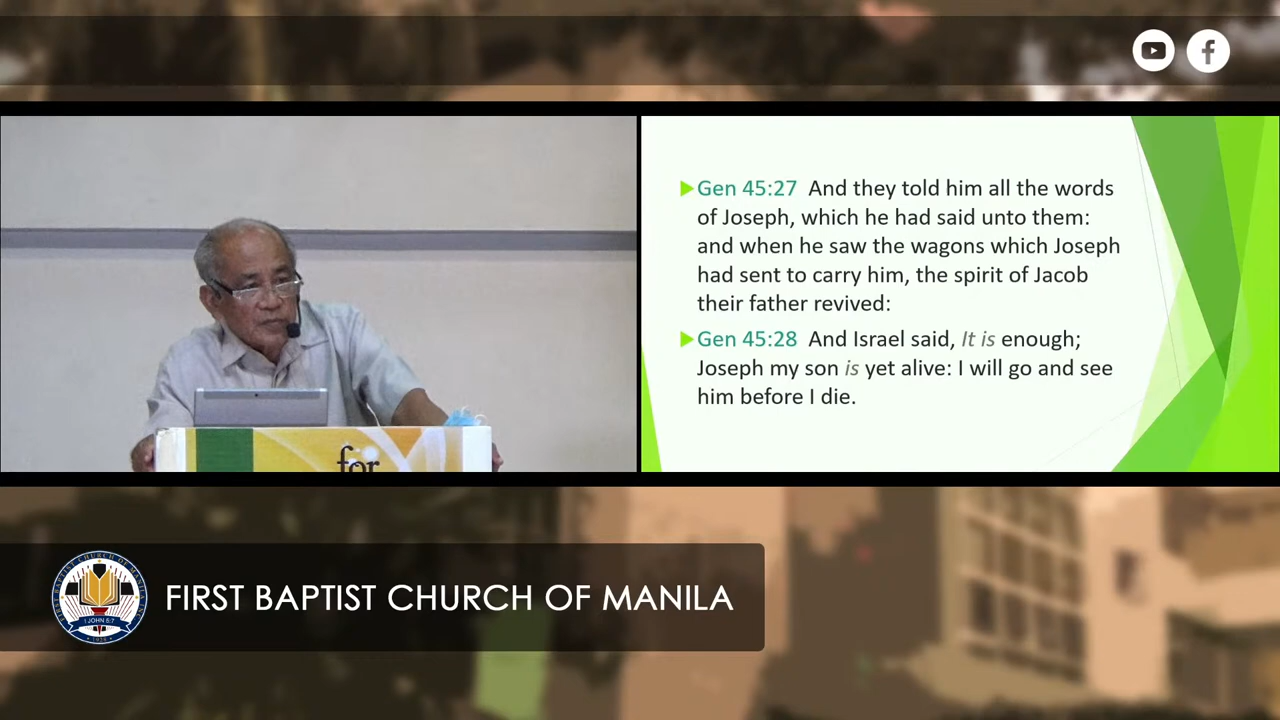 Gen 45:27 And they told him all the words
of Joseph, which he had said unto them:
and when he saw the wagons which Joseph
had sent to carry him, the spirit of Jacob
their father revived:
Gen 45:28 And Israel said, It is enough;
Joseph my son is yet alive: I will go and see
him before I die.
for
FIRST BAPTIST CHURCH OF MANILA
I JOHN 5:7